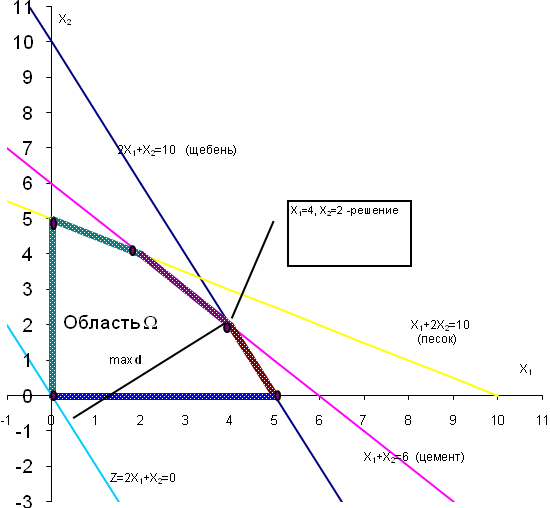 11
X₂
10
9
8
7
2X₁+X₂=10 (щебень)
6
X₁=4, X₂=2 -решение
5
4
3
2
Область Ω
X₁+2X₂=10
(песок)
1
max d
X₁
0
-1 0 1 2 3 4 5 6 7 8 9 10 11
-1
X₁+X₂=6 (цемент)
-2
Z=2X₁+X₂=0
-3